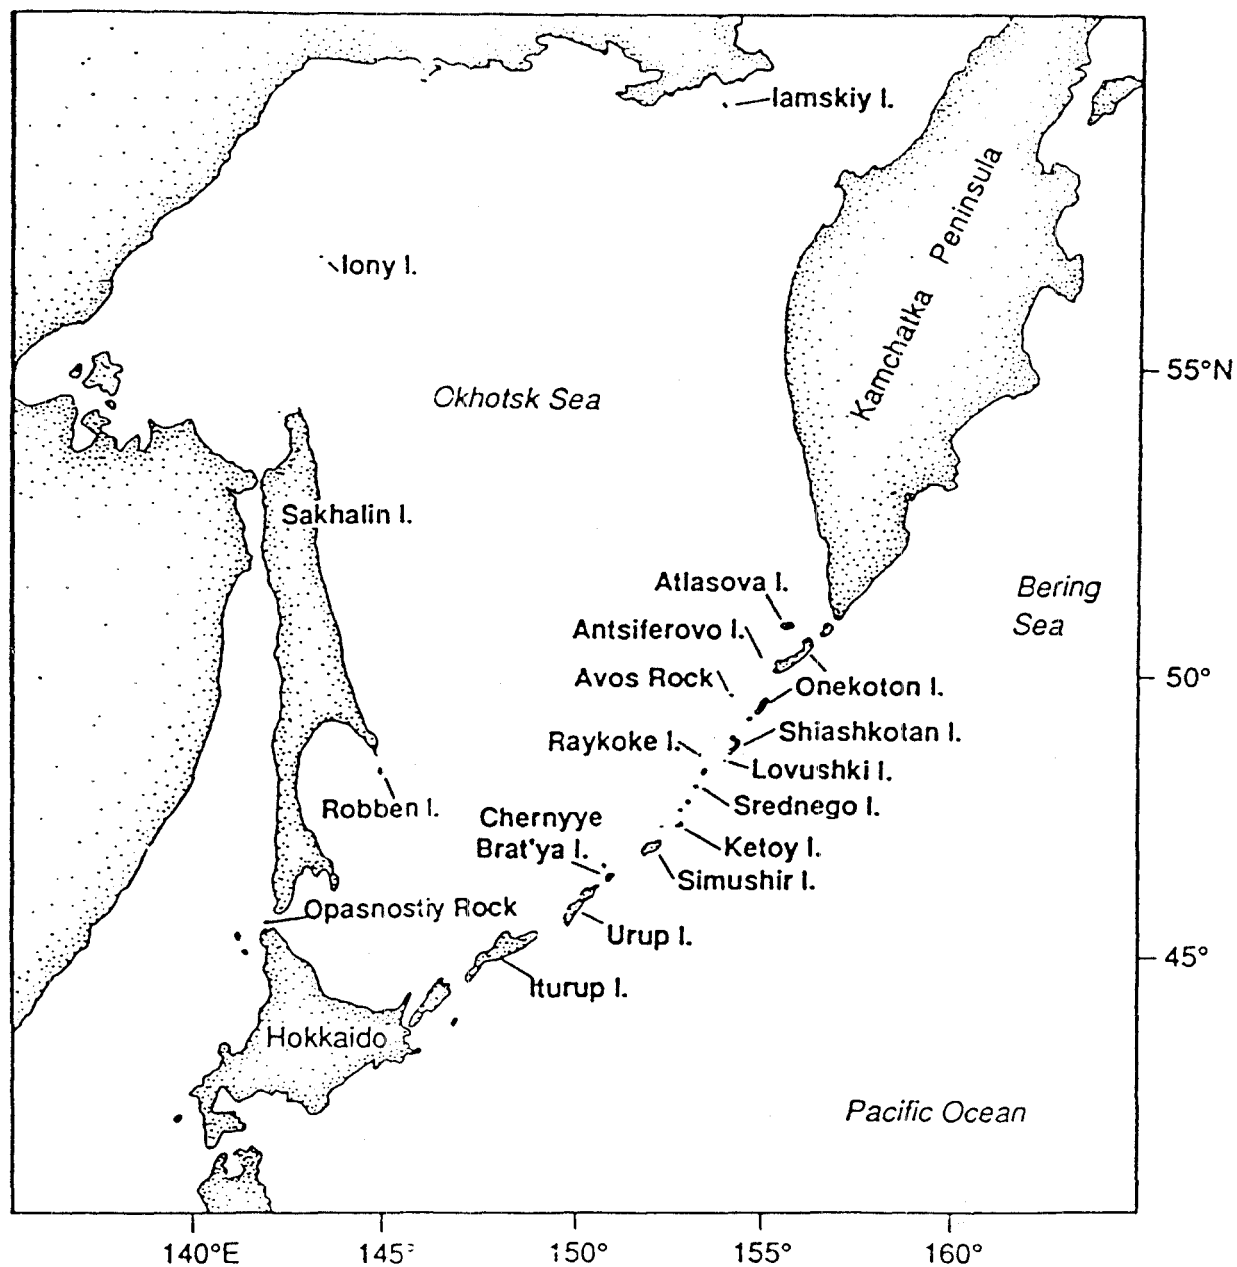 Iamskiy I.
Kamchatka Peninsula
Iony I.
55°N
Okhotsk Sea
Sakhalin I.
Atlasova I.
Bering
Sea
Antsiferovo I.
Avos Rock
50°
Onekoton I.
Raykoke I.
Shiashkotan I.
Lovushki I.
Robben I.
Srednego I.
Chernyye
Brat'ya I.
Ketoy I.
Simushir I.
Opasnostiy Rock
Urup I.
45°
Iturup I.
Hokkaido
Pacific Ocean
140°E
145°
150°
155°
160°